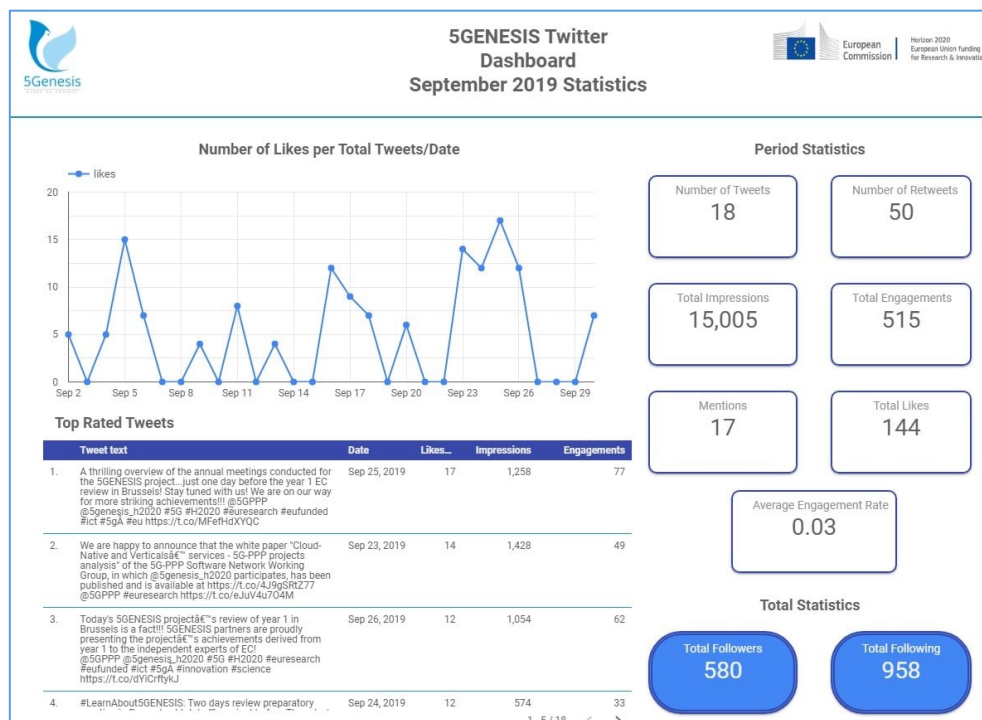 5GENESIS Twitter
Dashboard
September 2019 Statistics
5Genesis
European
Commission
Horizon 2020
European Union funding
for Research & Innovatio
Number of Likes per Total Tweets/Date
likes
20
15
10
5
0
Sep 2 Sep 5 Sep 8 Sep 11 Sep 14 Sep 17 Sep 20 Sep 23 Sep 26 Sep 29
Top Rated Tweets
Tweet text Date Likes... Impressions Engagements
1. A thrilling overview of the annual meetings conducted for Sep 25, 2019 17 1,258 77
the 5GENESIS project...just one day before the year 1 EC
review in Brussels! Stay tuned with us! We are on our way
for more striking achievements!!! @5GPPP
@5genesis_h2020 #5G #H2020 #euresearch #eufunded
#ict #5gÂ #eu https://t.co/MFefHdXYQC
2. We are happy to announce that the white paper "Cloud- Sep 23, 2019 14 1,428 49
Native and Verticalsâ€™ services - 5G-PPP projects
analysis" of the 5G-PPP Software Network Working
Group, in which @5genesis_h2020 participates, has been
published and is available at https://t.co/4J9gSRtZ77
@5GPPP #euresearch https://t.co/eJuV4u7O4M
3. Today's 5GENESIS projectâ€™s review of year 1 in Sep 26, 2019 12 1,054 62
Brussels is a fact!!! 5GENESIS partners are proudly
presenting the projectâ€™s achievements derived from
year 1 to the independent experts of EC!
@5GPPP @5genesis_h2020 #5G #H2020 #euresearch
#eufunded #ict #5gÂ #innovation #science
https://t.co/dYiCrftykJ
4. #LearnAbout5GENESIS: Two days review preparatory Sep 24, 2019 12 574 33
1 - 5 / 18 < >
Period Statistics
Number of Tweets
18
Number of Retweets
50
Total Impressions
15,005
Total Engagements
515
Mentions
17
Total Likes
144
Average Engagement Rate
0.03
Total Statistics
Total Followers
580
Total Following
958